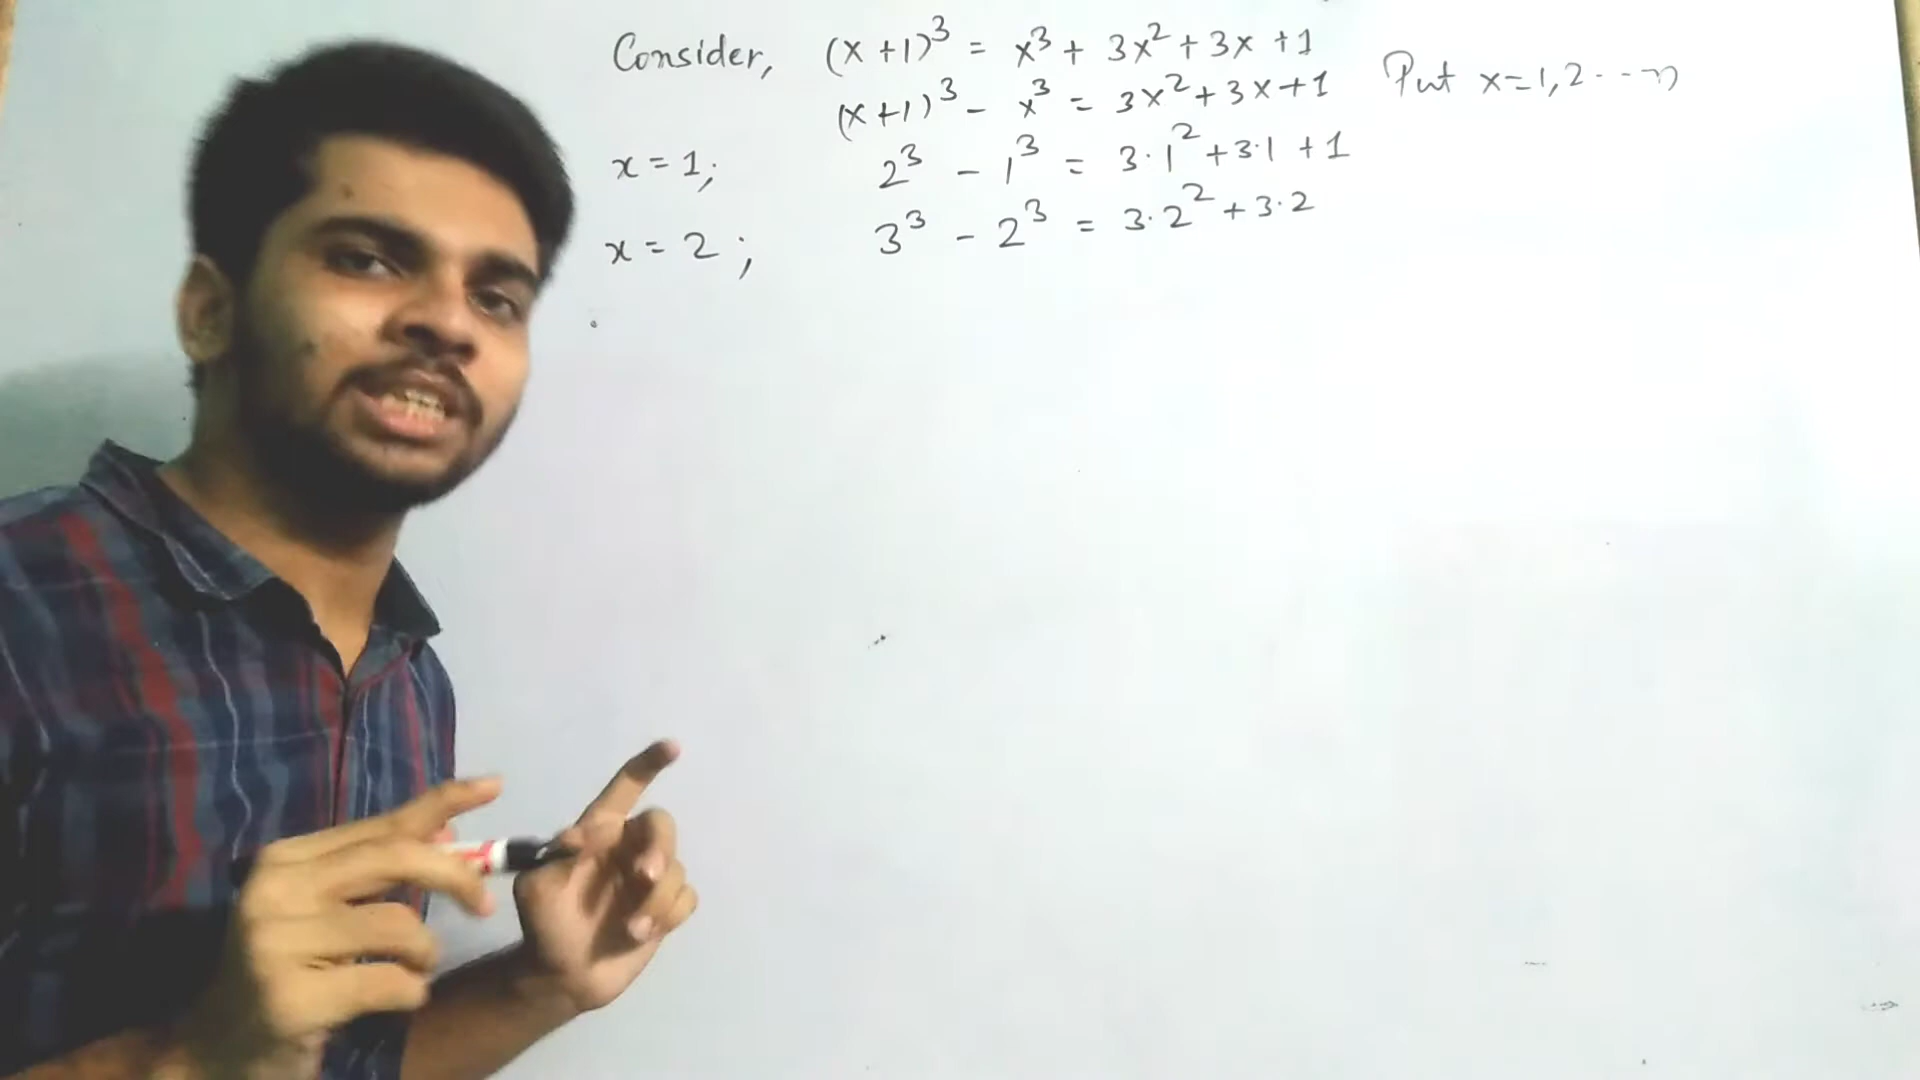 Consider, (x+1)³ = x³ + 3x² + 3x + 1
(x+1)³ - x³ = 3x² + 3x + 1 Put x = 1, 2 - - - n
x = 1; 2³ - 1³ = 3·1² + 3·1 + 1
x = 2; 3³ - 2³ = 3·2² + 3·2